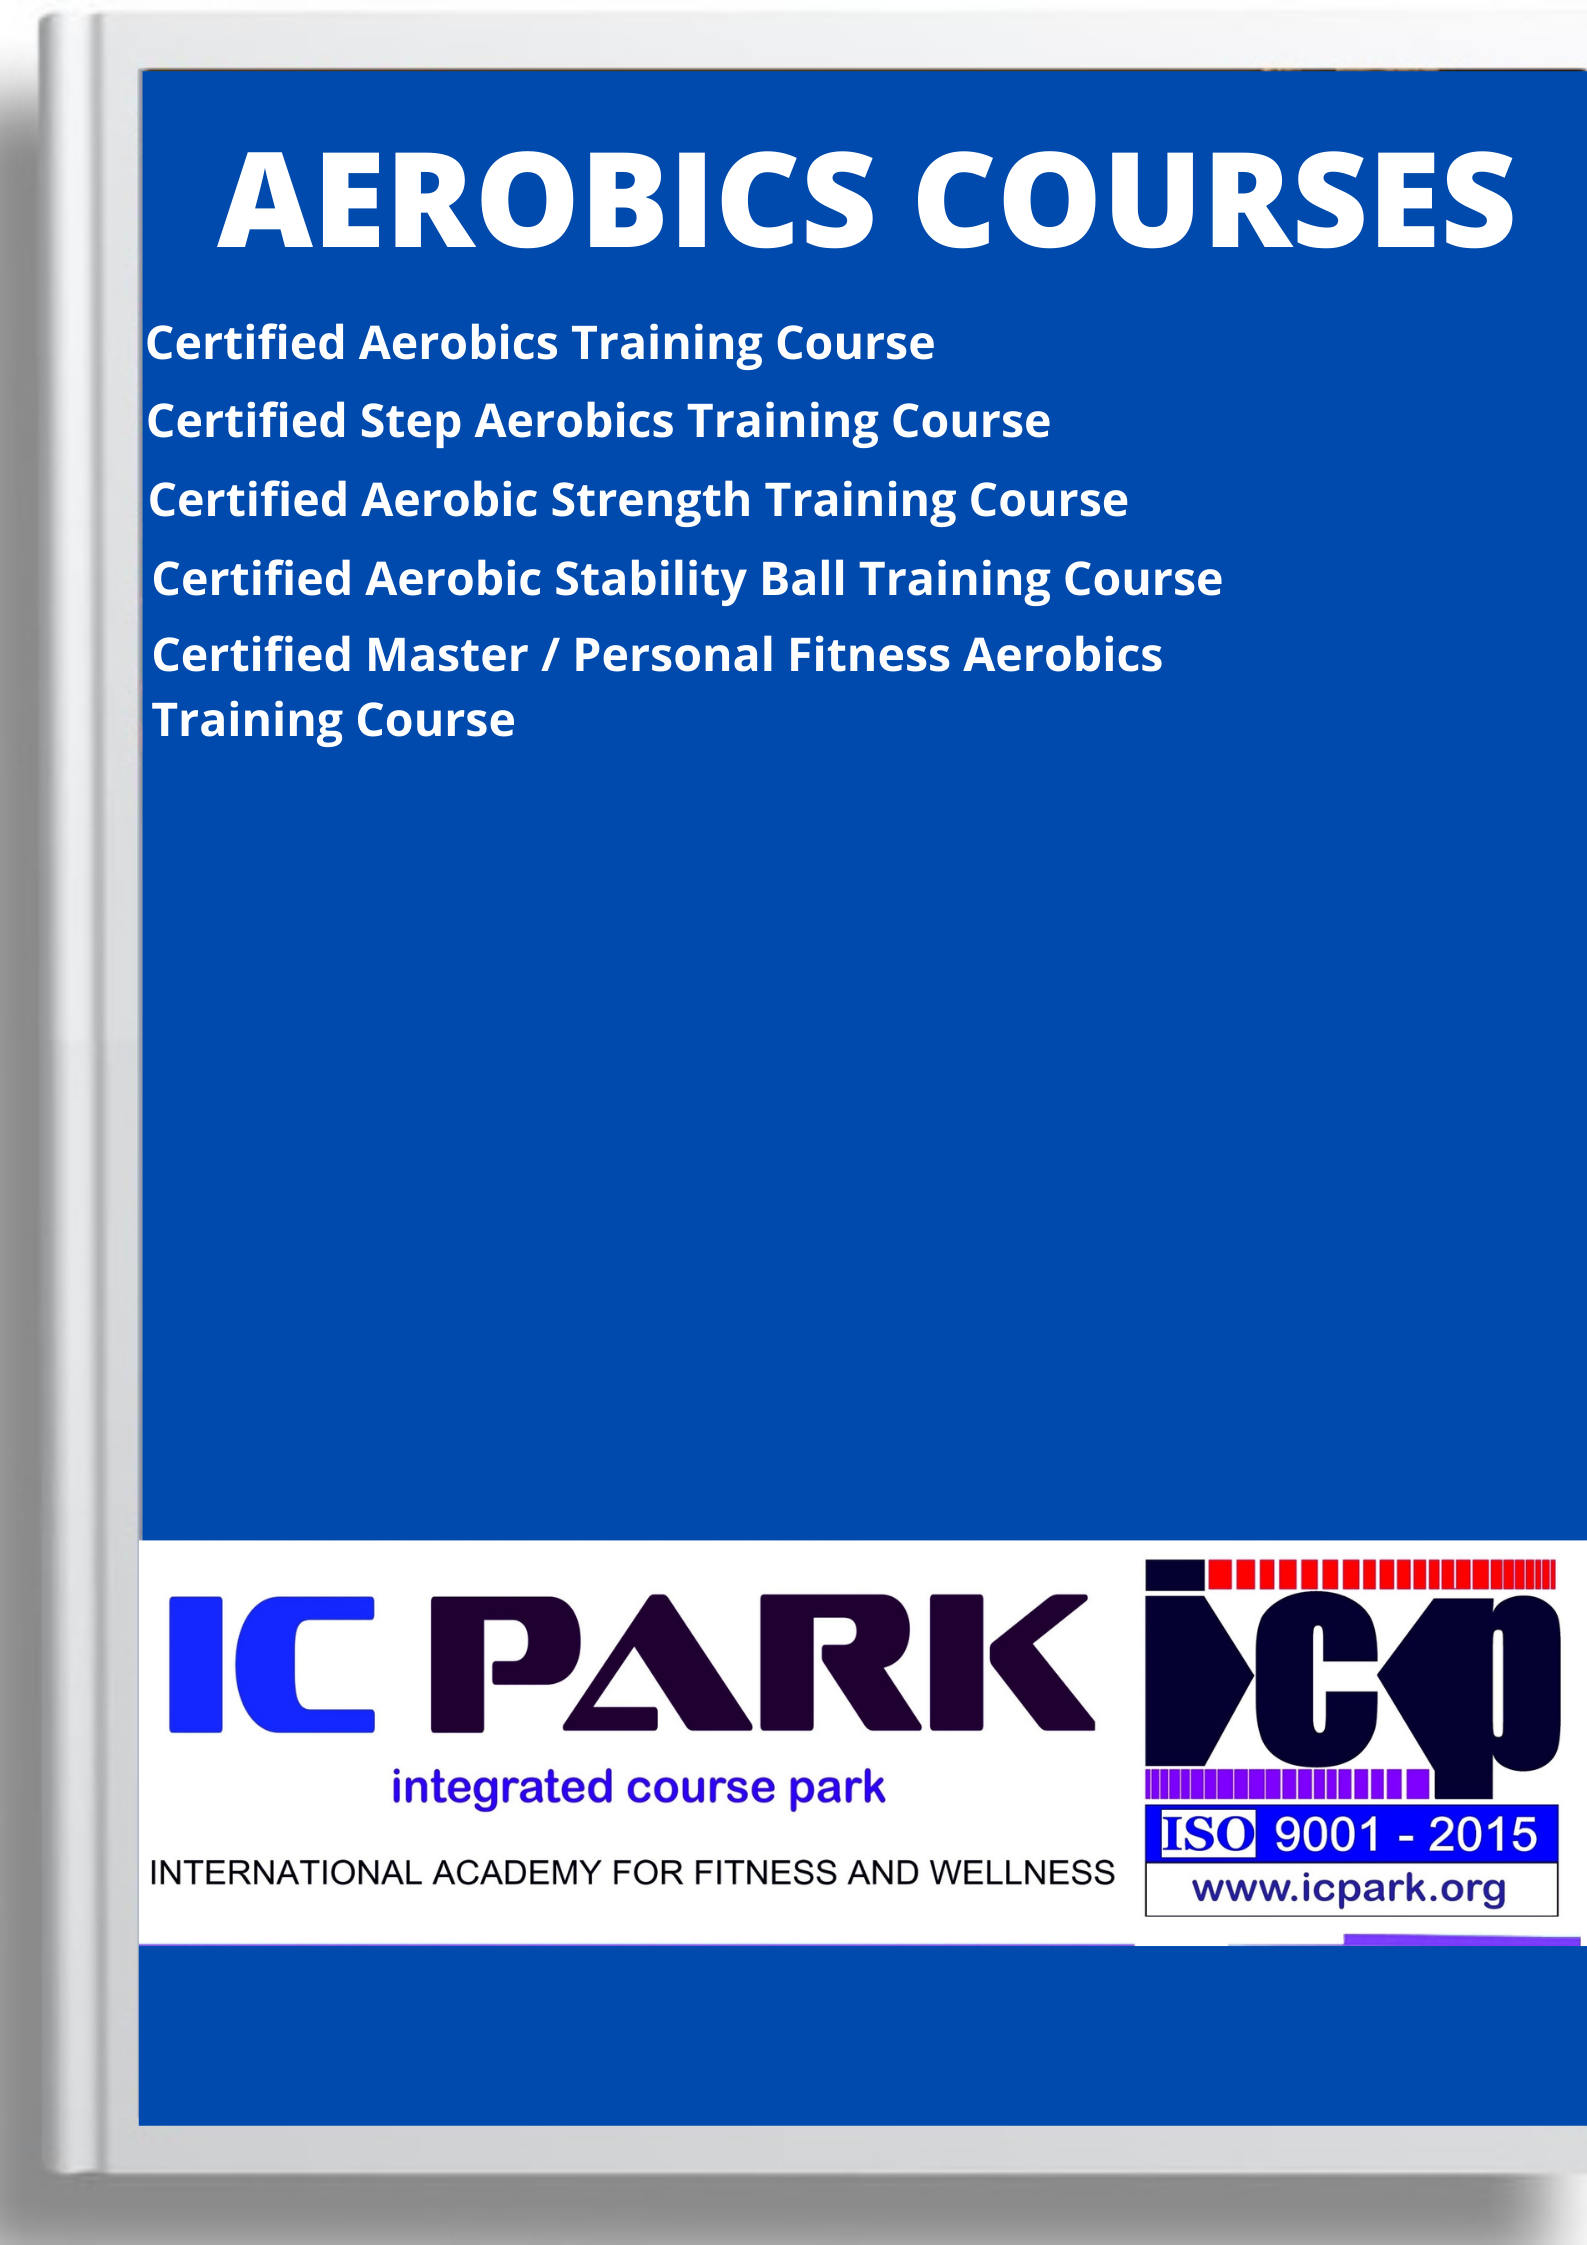 AEROBICS COURSES
Certified Aerobics Training Course
Certified Step Aerobics Training Course
Certified Aerobic Strength Training Course
Certified Aerobic Stability Ball Training Course
Certified Master / Personal Fitness Aerobics
Training Course
IC PARK
integrated course park
INTERNATIONAL ACADEMY FOR FITNESS AND WELLNESS
icp
ISO 9001 - 2015
www.icpark.org